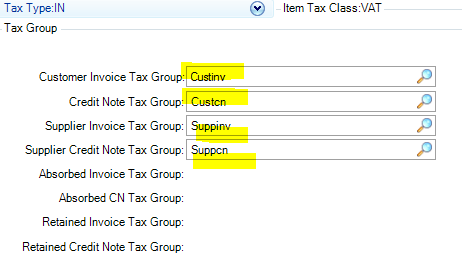 Tax Type:IN Item Tax Class:VAT
Tax Group
Customer Invoice Tax Group: Custinv
Credit Note Tax Group: Custcn
Supplier Invoice Tax Group: Suppinv
Supplier Credit Note Tax Group: Suppcn
Absorbed Invoice Tax Group:
Absorbed CN Tax Group:
Retained Invoice Tax Group:
Retained Credit Note Tax Group: